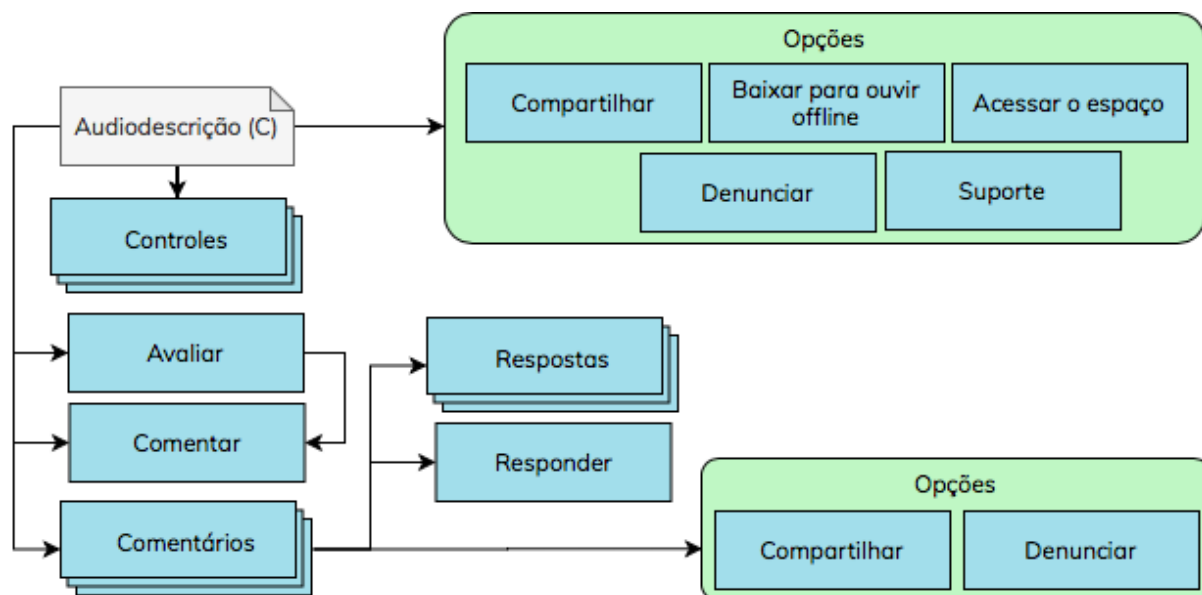 Opções
Compartilhar
Baixar para ouvir
offline
Acessar o espaço
Audiodescrição (C)
Denunciar
Suporte
Controles
Avaliar
Respostas
Comentar
Responder
Opções
Comentários
Compartilhar
Denunciar